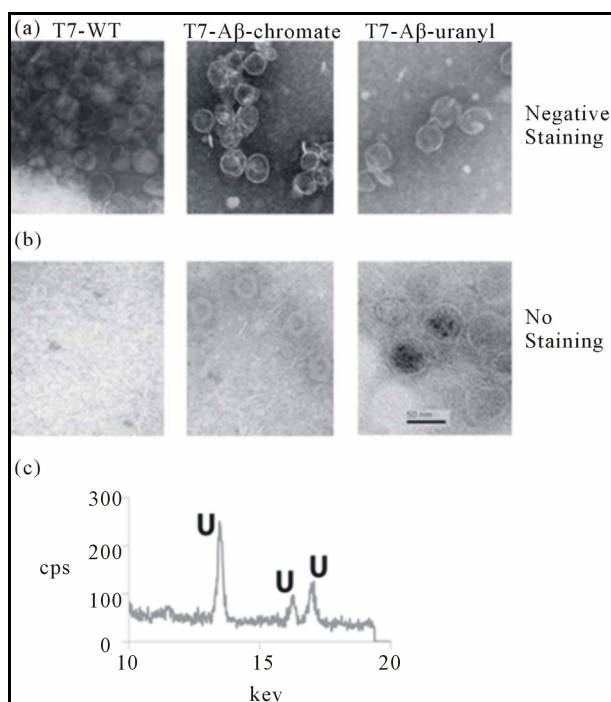 (a)
T7-WT
T7-Aβ-chromate
T7-Aβ-uranyl
Negative
Staining
(b)
No
Staining
50 nm
(c)
300
200
100
0
cps
U
U
U
10
15
20
kev